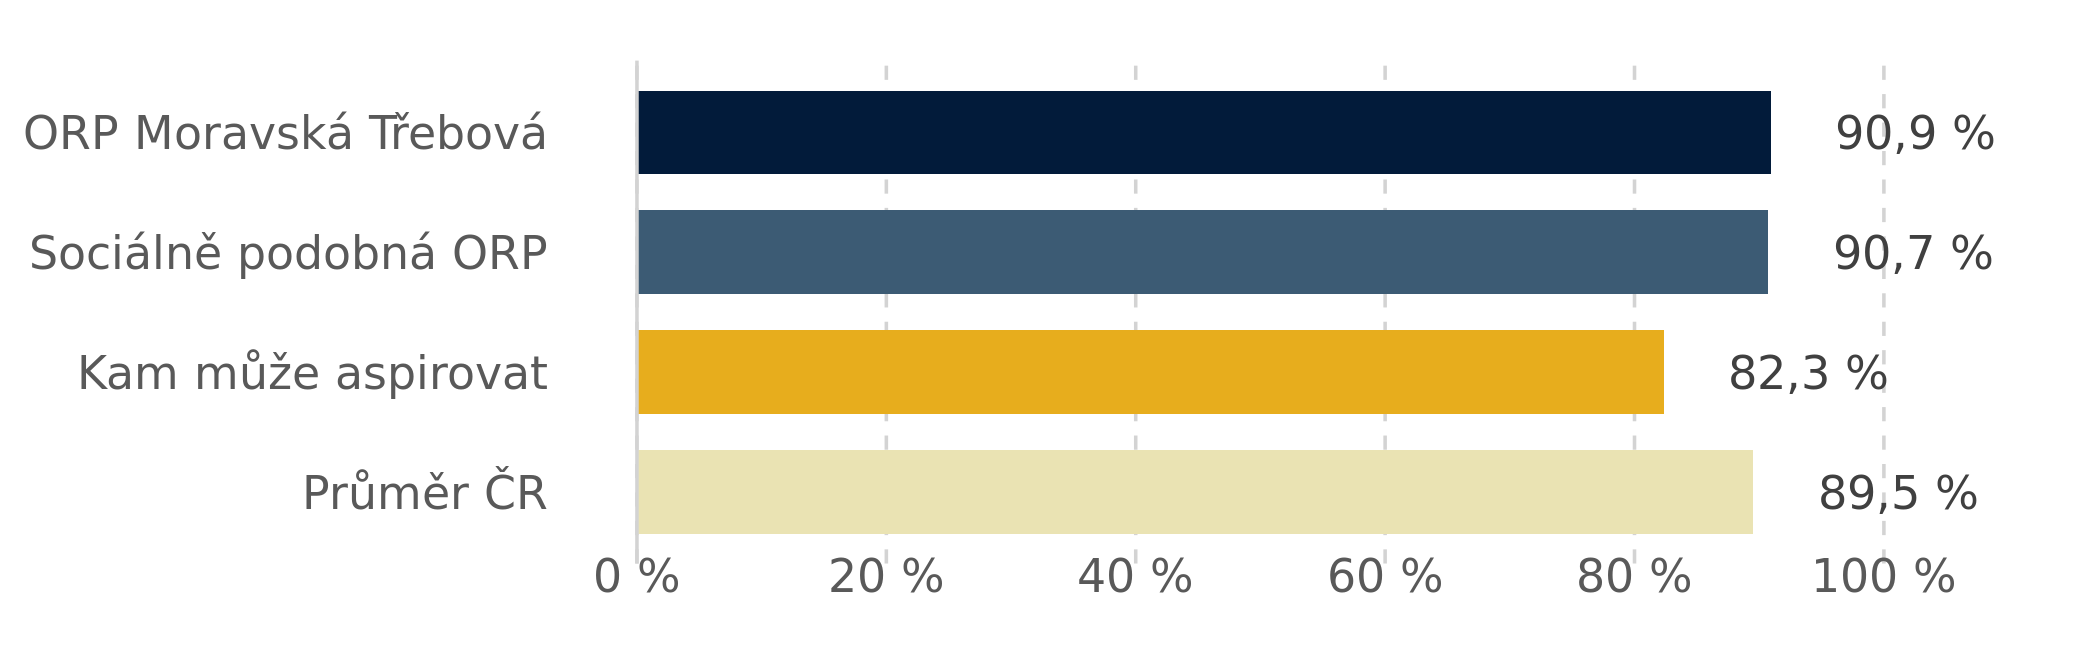 ORP Moravská Třebová 90,9 %
Sociálně podobná ORP 90,7 %
Kam může aspirovat 82,3 %
Průměr ČR 89,5 %
0 % 20 % 40 % 60 % 80 % 100 %